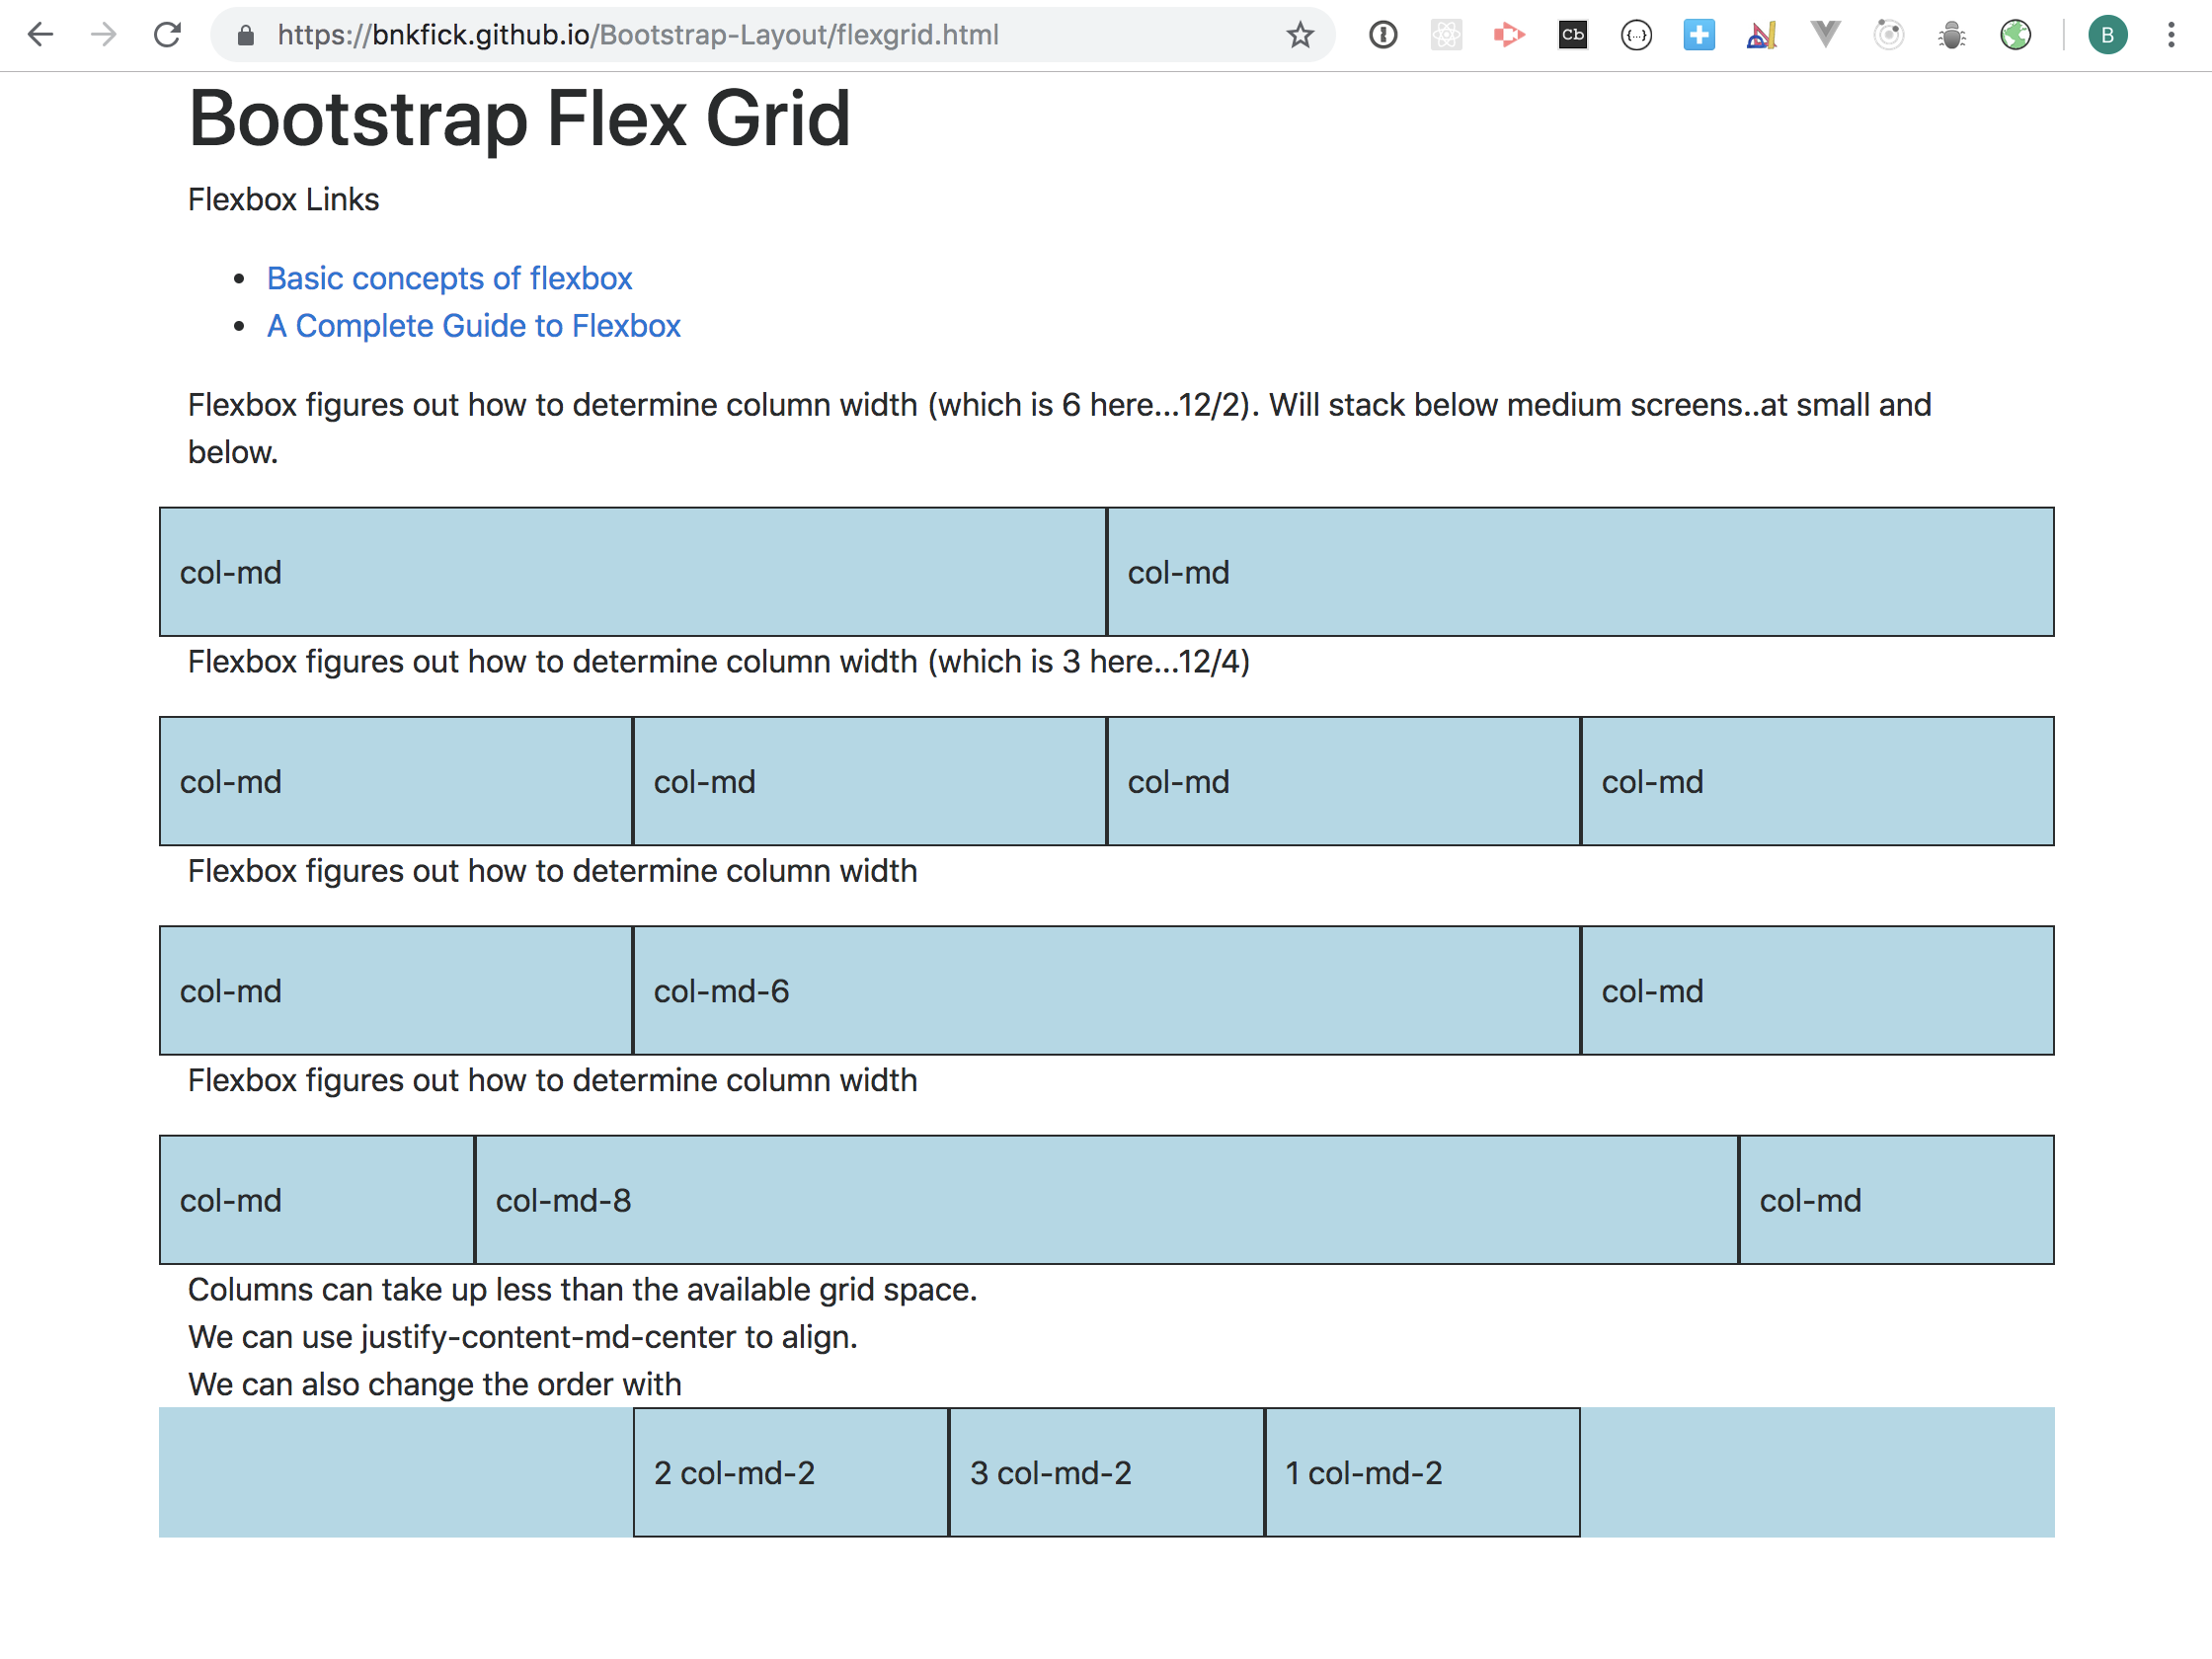 https://bnkfick.github.io/Bootstrap-Layout/flexgrid.html
Cb
{...}
B
Bootstrap Flex Grid
Flexbox Links
• Basic concepts of flexbox
• A Complete Guide to Flexbox
Flexbox figures out how to determine column width (which is 6 here...12/2). Will stack below medium screens..at small and
below.
col-md col-md
Flexbox figures out how to determine column width (which is 3 here...12/4)
col-md col-md col-md col-md
Flexbox figures out how to determine column width
col-md col-md-6 col-md
Flexbox figures out how to determine column width
col-md col-md-8 col-md
Columns can take up less than the available grid space.
We can use justify-content-md-center to align.
We can also change the order with
2 col-md-2 3 col-md-2 1 col-md-2